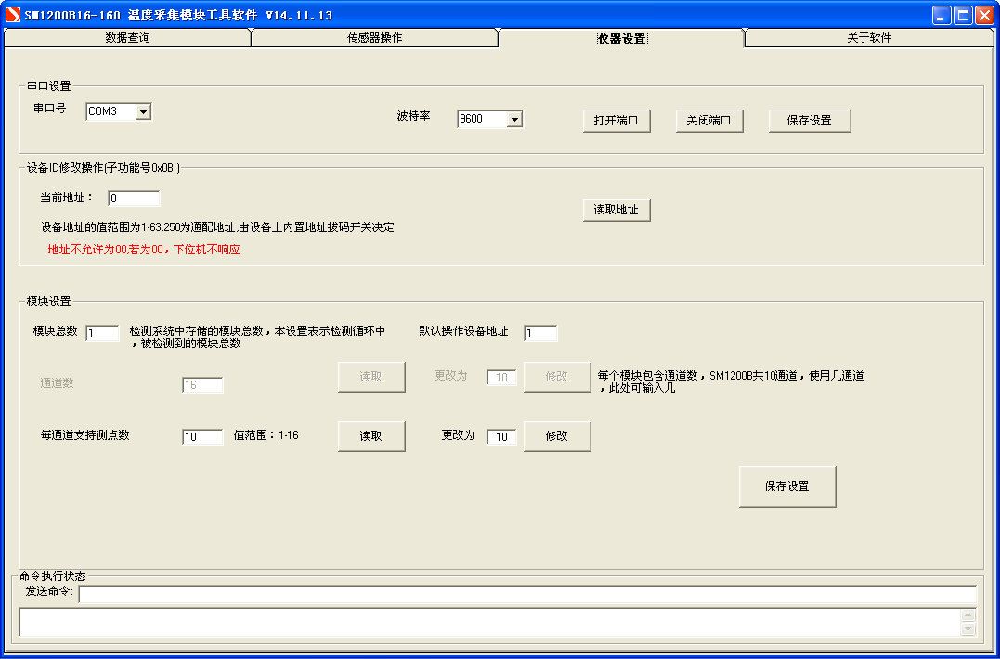 SM1200B16-160 温度采集模块工具软件 V14.11.13
数据查询 传感器操作 仪器设置 关于软件
串口设置
串口号 COM3 波特率 9600 打开端口 关闭端口 保存设置
设备ID修改操作(子功能号0x0B )
当前地址： 0 读取地址
设备地址的值范围为1-63,250为通配地址,由设备上内置地址拔码开关决定
地址不允许为00,若为00，下位机不响应
模块设置
模块总数 1 检测系统中存储的模块总数，本设置表示检测循环中
，被检测到的模块总数
默认操作设备地址 1
通道数 16 读取 更改为 10 修改 每个模块包含通道数，SM1200B共10通道，使用几通道
，此处可输入几
每通道支持测点数 10 值范围：1-16 读取 更改为 10 修改
保存设置
命令执行状态
发送命令: